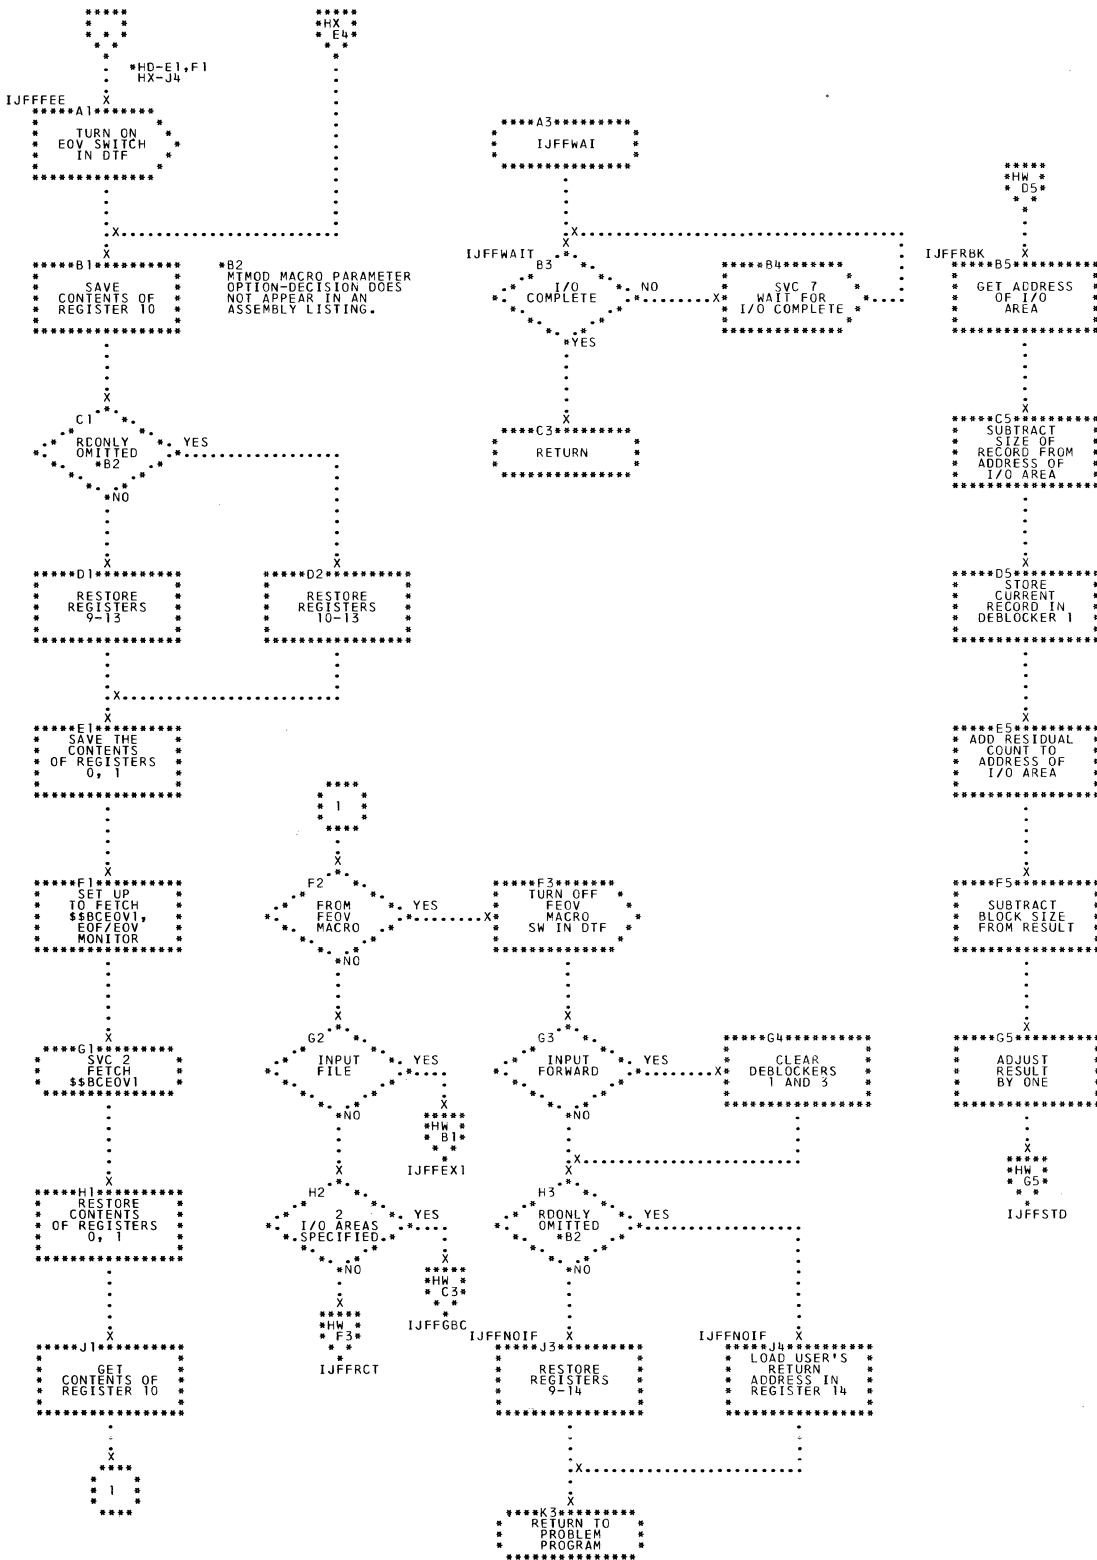 HX
E4
*HD-E1,F1
HX-J4
IJFFFEE
A1
TURN ON
EOV SWITCH
IN DTF
B1
SAVE
CONTENTS OF
REGISTER 10
*B2
MTMOD MACRO PARAMETER
OPTION-DECISION DOES
NOT APPEAR IN AN
ASSEMBLY LISTING.
C1
RDONLY
OMITTED
*B2
YES
NO
D1
RESTORE
REGISTERS
9-13
D2
RESTORE
REGISTERS
10-13
E1
SAVE THE
CONTENTS
OF REGISTERS
0, 1
F1
SET UP
TO FETCH
$$BCEOV1,
EOF/EOV
MONITOR
G1
SVC 2
FETCH
$$BCEOV1
H1
RESTORE
CONTENTS
OF REGISTERS
0, 1
J1
GET
CONTENTS OF
REGISTER 10
1
1
F2
FROM
FEOV
MACRO
YES
NO
G2
INPUT
FILE
YES
NO
HW
B1
IJFFEX1
H2
2
I/O AREAS
SPECIFIED
YES
NO
HW
C3
IJFFGBC
HW
F3
IJFFRCT
A3
IJFFWAI
IJFFWAIT
B3
I/O
COMPLETE
NO
YES
B4
SVC 7
WAIT FOR
I/O COMPLETE
C3
RETURN
F3
TURN OFF
FEOV
MACRO
SW IN DTF
G3
INPUT
FORWARD
YES
NO
G4
CLEAR
DEBLOCKERS
1 AND 3
H3
RDONLY
OMITTED
*B2
YES
NO
IJFFNOIF
J3
RESTORE
REGISTERS
9-14
IJFFNOIF
J4
LOAD USER'S
RETURN
ADDRESS IN
REGISTER 14
K3
RETURN TO
PROBLEM
PROGRAM
HW
D5
IJFFRBK
B5
GET ADDRESS
OF I/O
AREA
C5
SUBTRACT
SIZE OF
RECORD FROM
ADDRESS OF
I/O AREA
D5
STORE
CURRENT
RECORD IN
DEBLOCKER 1
E5
ADD RESIDUAL
COUNT TO
ADDRESS OF
I/O AREA
F5
SUBTRACT
BLOCK SIZE
FROM RESULT
G5
ADJUST
RESULT
BY ONE
HW
G5
IJFFSTD